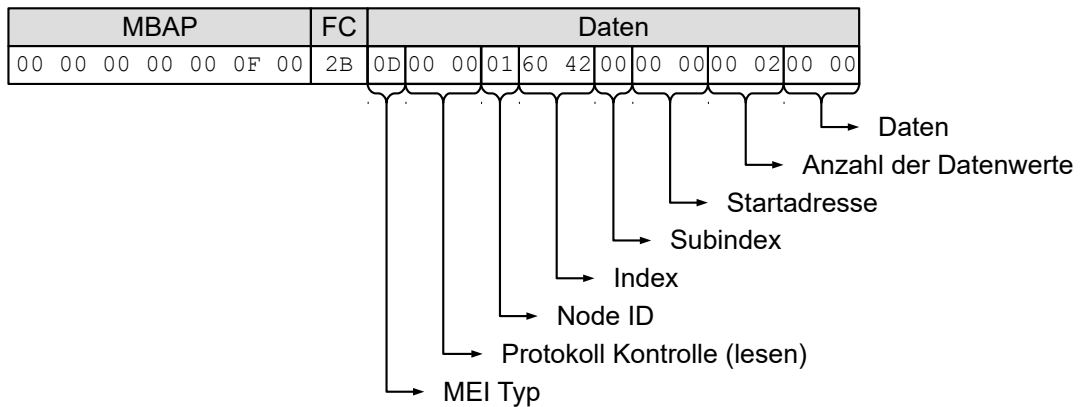 MBAP FC Daten
00 00 00 00 00 0F 00 2B 0D 00 00 01 60 42 00 00 00 00 02 00 00
Daten
Anzahl der Datenwerte
Startadresse
Subindex
Index
Node ID
Protokoll Kontrolle (lesen)
MEI Typ